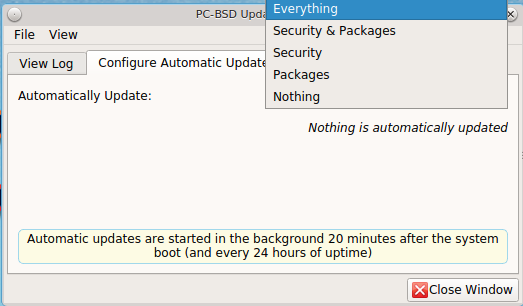 PC-BSD Upda
Everything
File View
Security & Packages
Security
View Log Configure Automatic Update
Packages
Automatically Update:
Nothing
Nothing is automatically updated
Automatic updates are started in the background 20 minutes after the system
boot (and every 24 hours of uptime)
Close Window